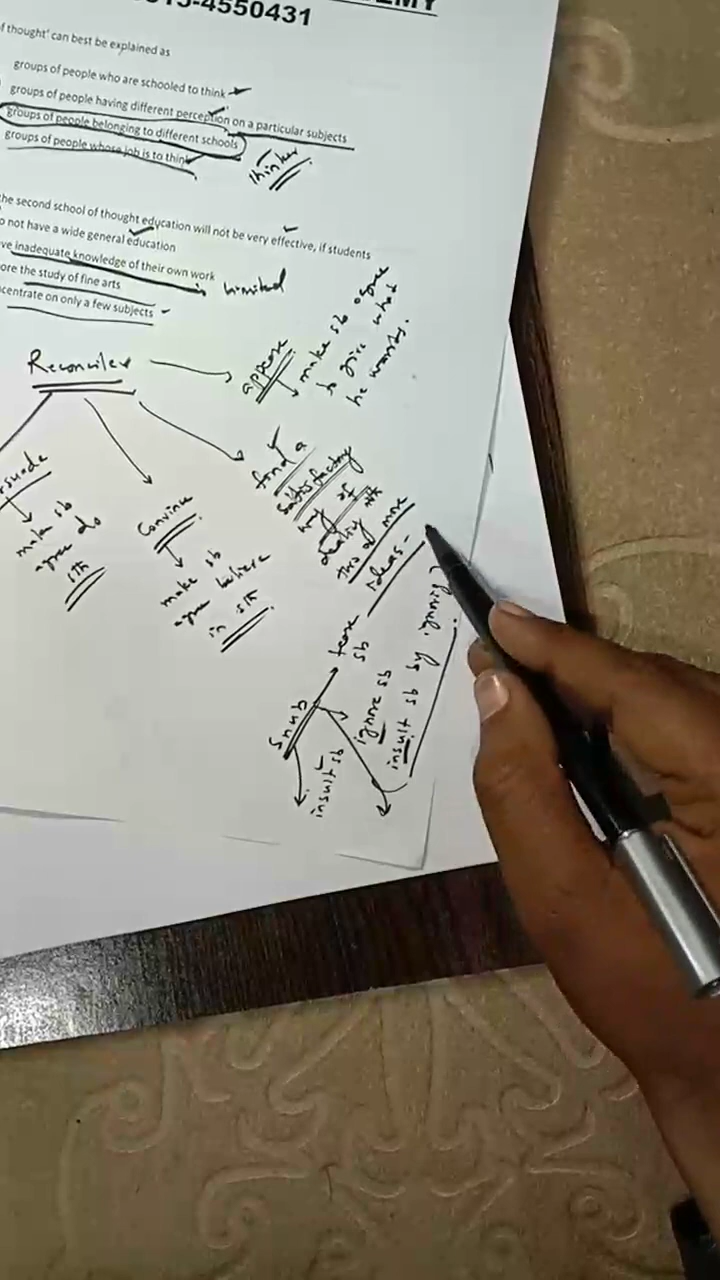 EMY
15-4550431
f thought' can best be explained as
groups of people who are schooled to think
groups of people having different perception on a particular subjects
groups of people belonging to different schools
groups of people whose job is to think
thinker
the second school of thought education will not be very effective, if students
o not have a wide general education
ve inadequate knowledge of their own work
limited
ore the study of fine arts
centrate on only a few subjects
Reconciled
appease
make sb agree
to give what
he wants.
find a
satisfactory
way of
dealing with
two of more
ideas-
rsuade
make sb
agree do
sth
Convince
make sb
agree believe
in sth
Snub
tease
sb
ignore sb
insult sb
insult sb by